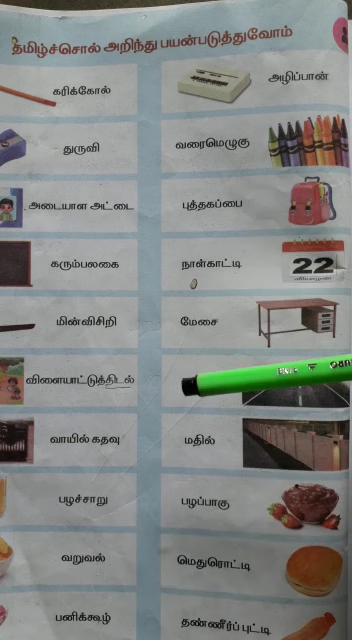 தமிழ்ச்சொல் அறிந்து பயன்படுத்துவோம்
கரிக்கோல்
அழிப்பான்
துருவி
வரைமெழுகு
அடையாள அட்டை
புத்தகப்பை
கரும்பலகை
நாள்காட்டி
22
மின்விசிறி
மேசை
விளையாட்டுத்திடல்
வாயில் கதவு
மதில்
பழச்சாறு
பழப்பாகு
வறுவல்
மெதுரொட்டி
பனிக்கூழ்
தண்ணீர்ப் புட்டி